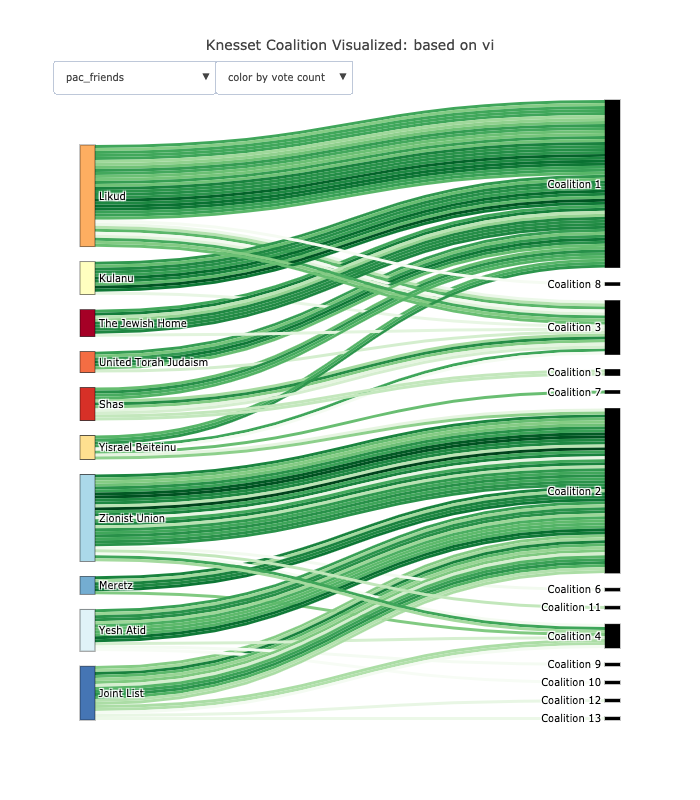 Knesset Coalition Visualized: based on vi
pac_friends
color by vote count
Likud
Kulanu
The Jewish Home
United Torah Judaism
Shas
Yisrael Beiteinu
Zionist Union
Meretz
Yesh Atid
Joint List
Coalition 1
Coalition 8
Coalition 3
Coalition 5
Coalition 7
Coalition 2
Coalition 6
Coalition 11
Coalition 4
Coalition 9
Coalition 10
Coalition 12
Coalition 13